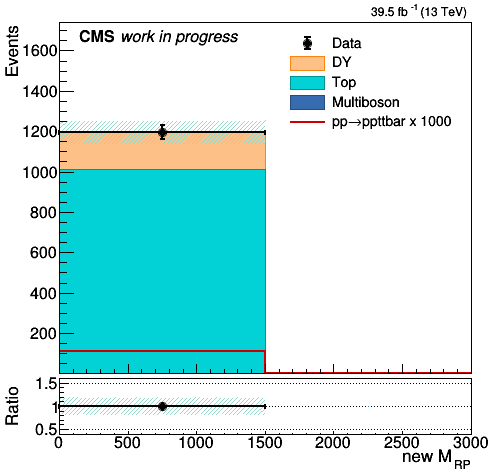 39.5 fb⁻¹ (13 TeV)
CMS work in progress
Events
1600
1400
1200
1000
800
600
400
200
Data
DY
Top
Multiboson
pp→ppttbar x 1000
Ratio
1.5
1
0.5
0 500 1000 1500 2000 2500 3000
new M_RP